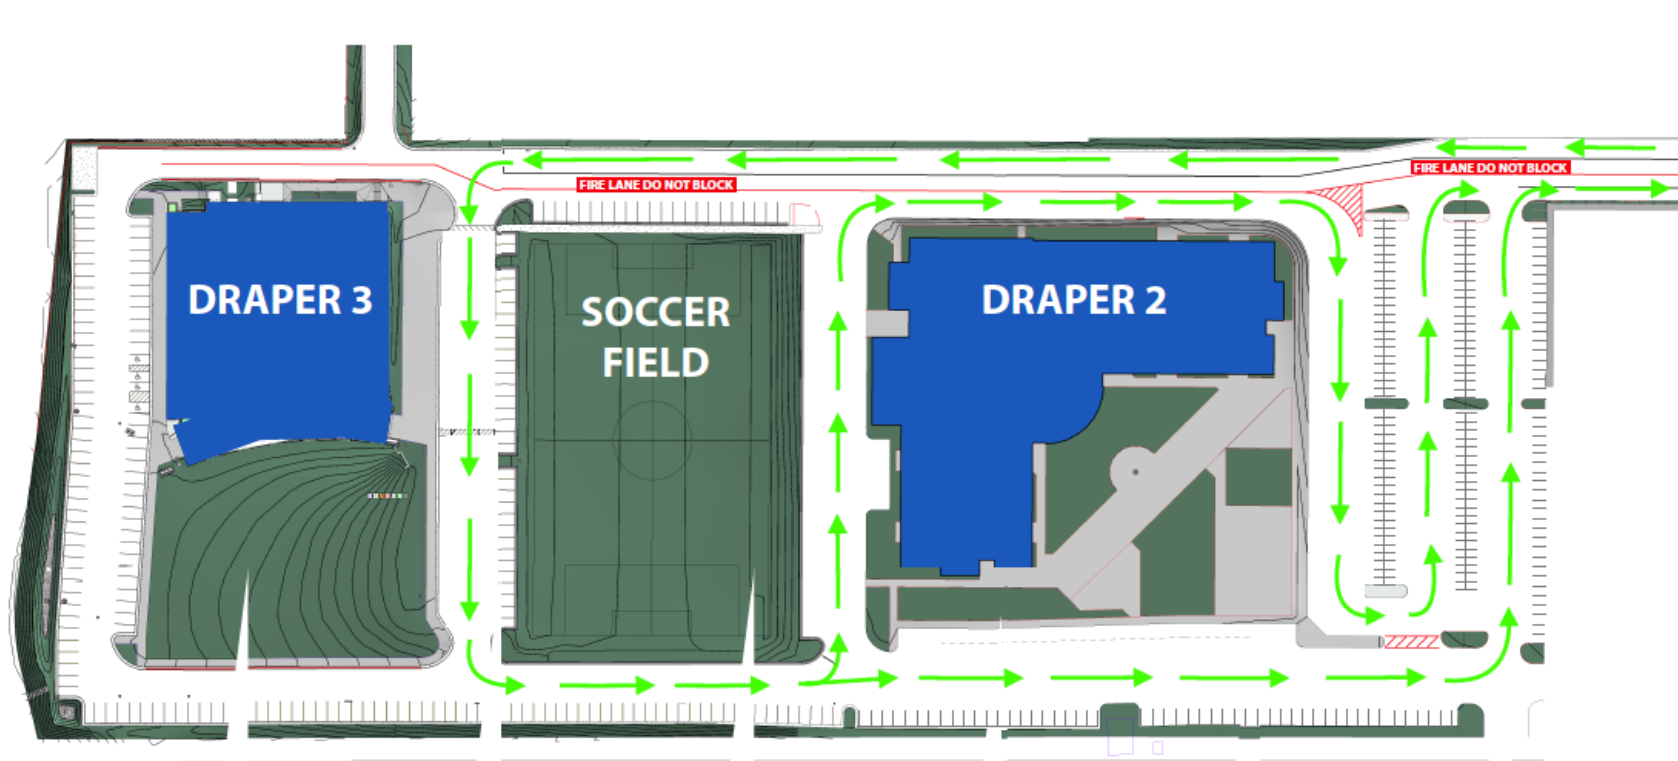 FIRE LANE DO NOT BLOCK
FIRE LANE DO NOT BLOCK
DRAPER 3
SOCCER
FIELD
DRAPER 2